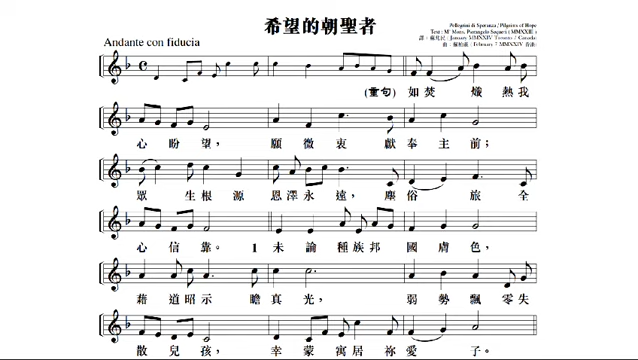 希望的朝聖者
Pellegrini di Speranza / Pilgrims of Hope
Andante con fiducia
(重句) 如焚 熾熱我
心盼望, 願微衷獻奉主前;
眾生根源恩澤永遠, 塵俗旅全
心信靠。 1 未論種族邦國膚色,
藉道昭示瞻真光, 弱勢飄零失
散兒孩, 幸蒙寓居祢愛子。